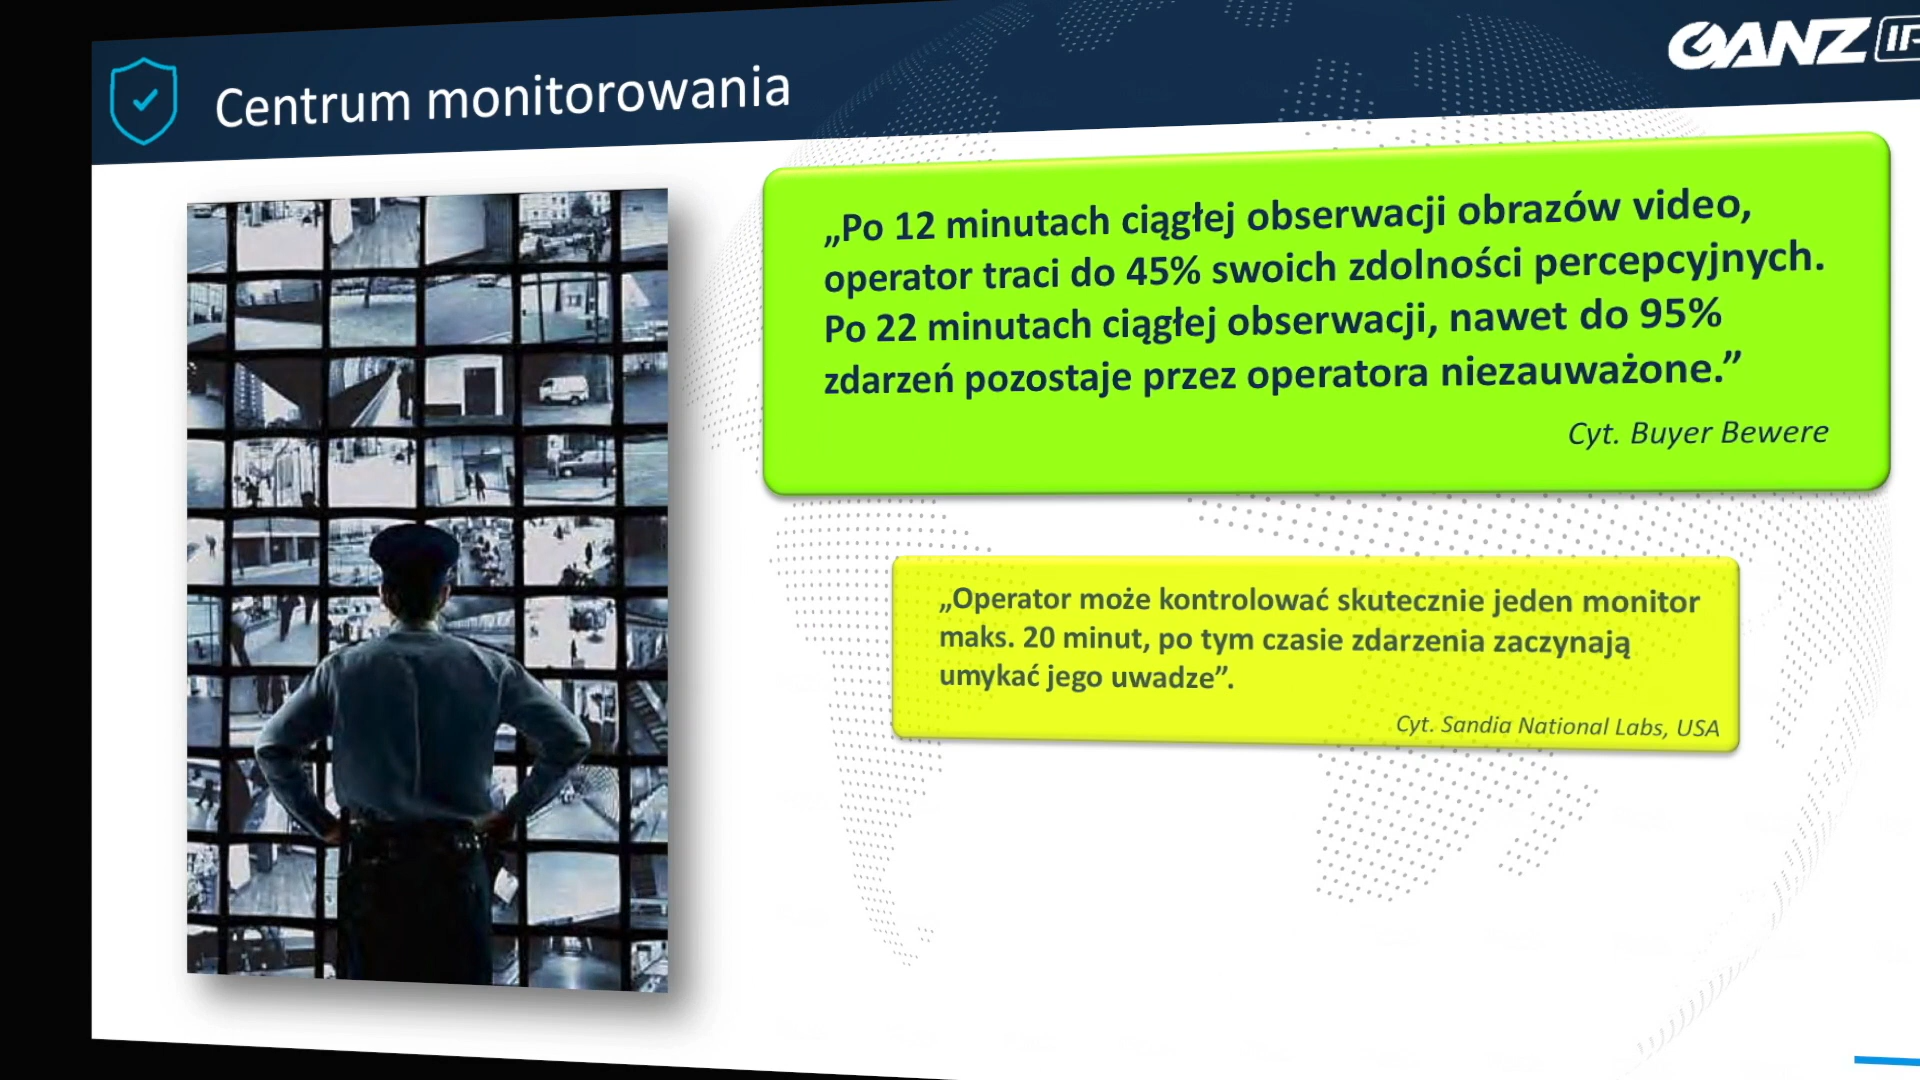 Centrum monitorowania
GANZ
„Po 12 minutach ciągłej obserwacji obrazów video,
operator traci do 45% swoich zdolności percepcyjnych.
Po 22 minutach ciągłej obserwacji, nawet do 95%
zdarzeń pozostaje przez operatora niezauważone.”
Cyt. Buyer Bewere
„Operator może kontrolować skutecznie jeden monitor
maks. 20 minut, po tym czasie zdarzenia zaczynają
umykać jego uwadze”.
Cyt. Sandia National Labs, USA